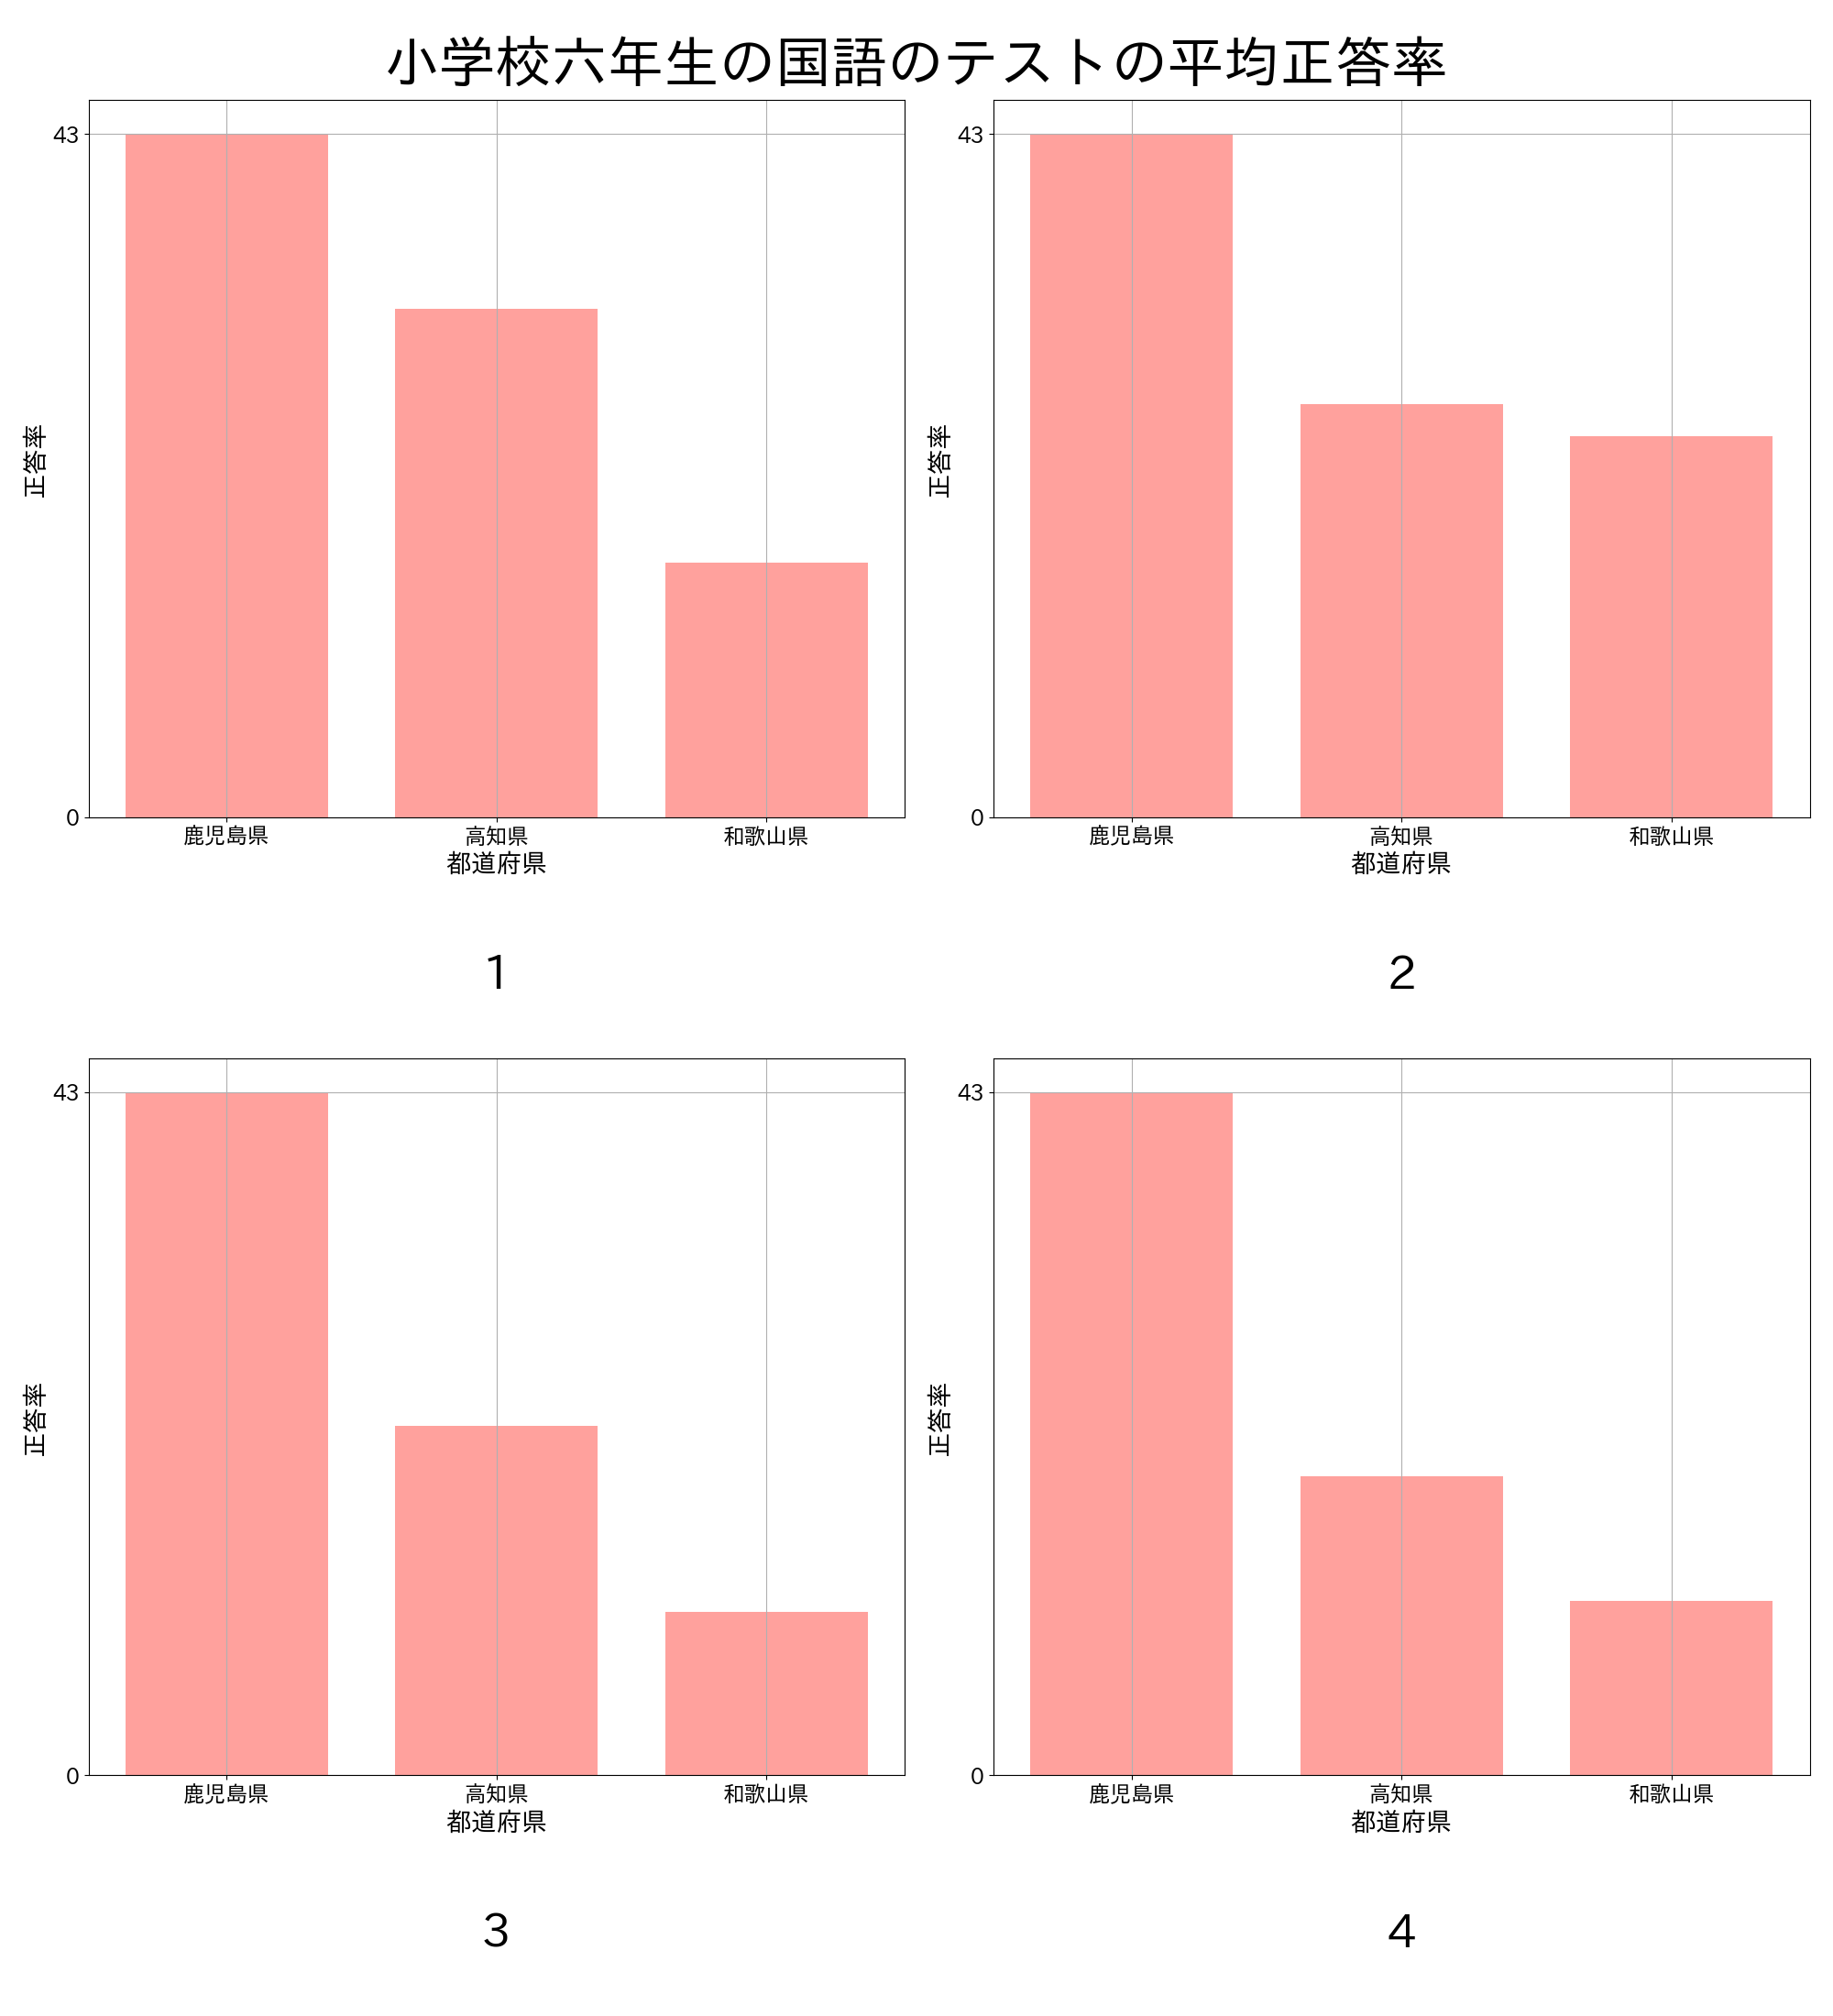 小学校六年生の国語のテストの平均正答率
43
0
正答率
鹿児島県 高知県 和歌山県
都道府県
1
43
0
正答率
鹿児島県 高知県 和歌山県
都道府県
2
43
0
正答率
鹿児島県 高知県 和歌山県
都道府県
3
43
0
正答率
鹿児島県 高知県 和歌山県
都道府県
4